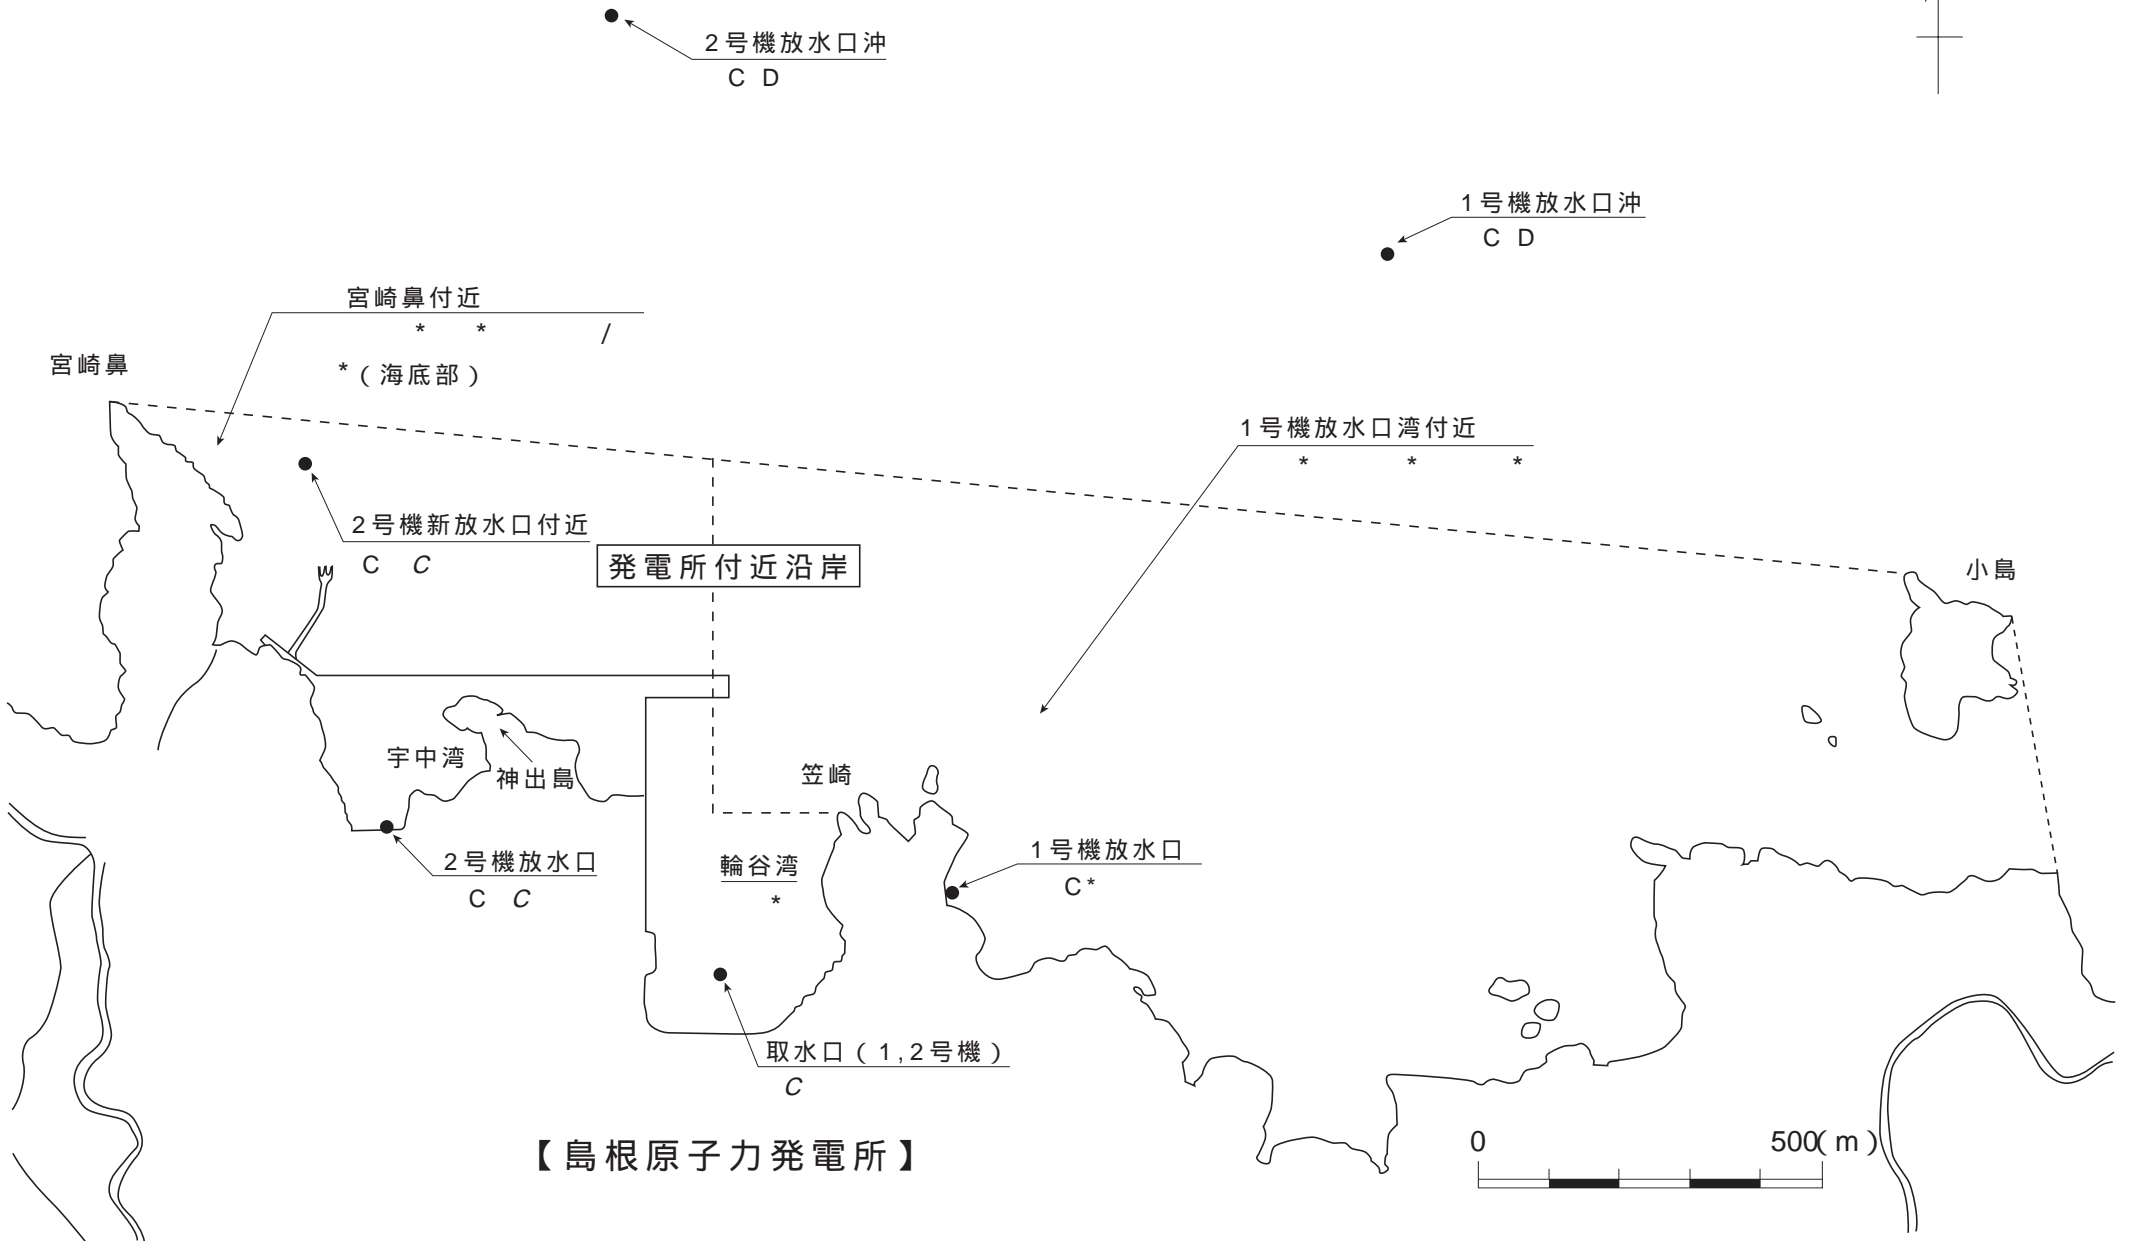 2号機放水口沖
C D
1号機放水口沖
C D
宮崎鼻付近
* * /
*(海底部)
宮崎鼻
1号機放水口湾付近
* * *
2号機新放水口付近
C C
発電所付近沿岸
小島
宇中湾
神出島
笠崎
2号機放水口
C C
輪谷湾
*
1号機放水口
C*
取水口(1,2号機)
C
【島根原子力発電所】
0 500(m)